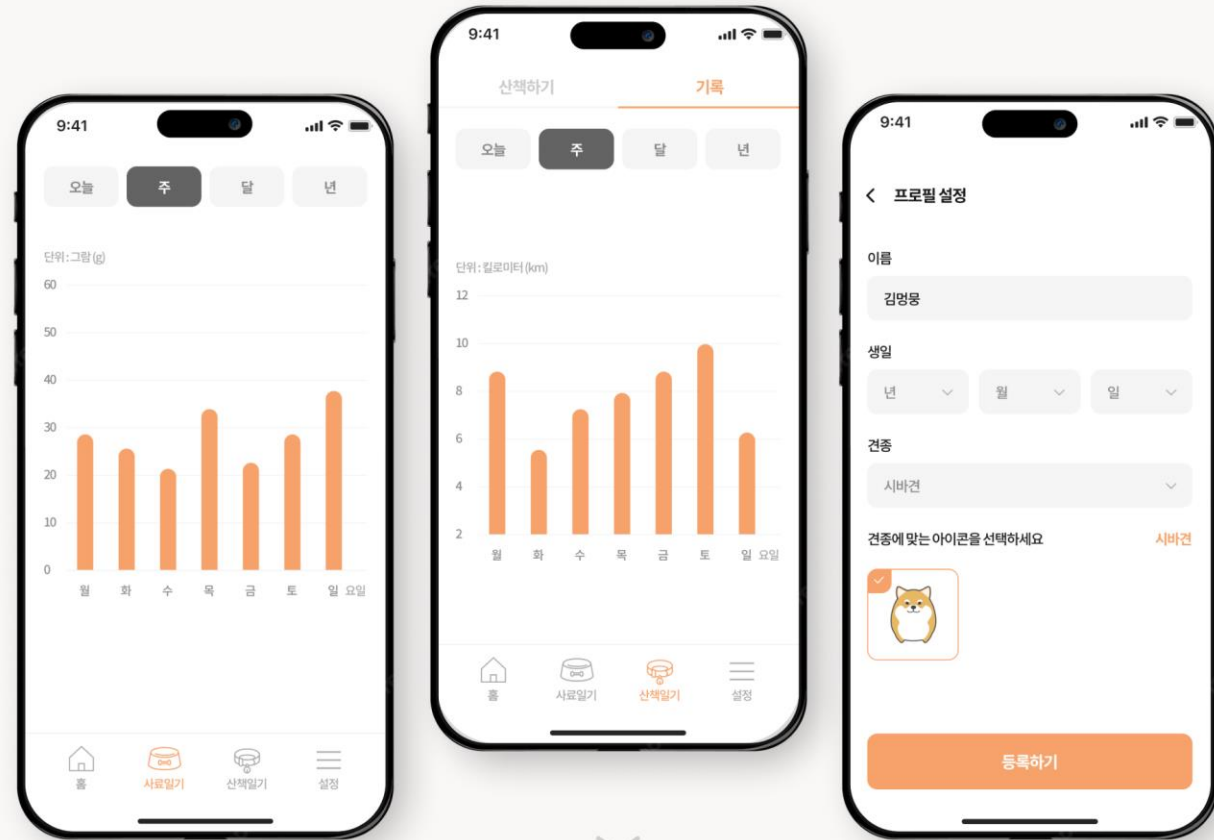 9:41
오늘 주 달 년
단위:그람(g)
60
50
40
30
20
10
0
월 화 수 목 금 토 일 요일
홈 사료일기 산책일기 설정
9:41
산책하기 기록
오늘 주 달 년
단위:킬로미터(km)
12
10
8
6
4
2
월 화 수 목 금 토 일 요일
홈 사료일기 산책일기 설정
9:41
프로필 설정
이름
김멍뭉
생일
년 월 일
견종
시바견
견종에 맞는 아이콘을 선택하세요 시바견
등록하기